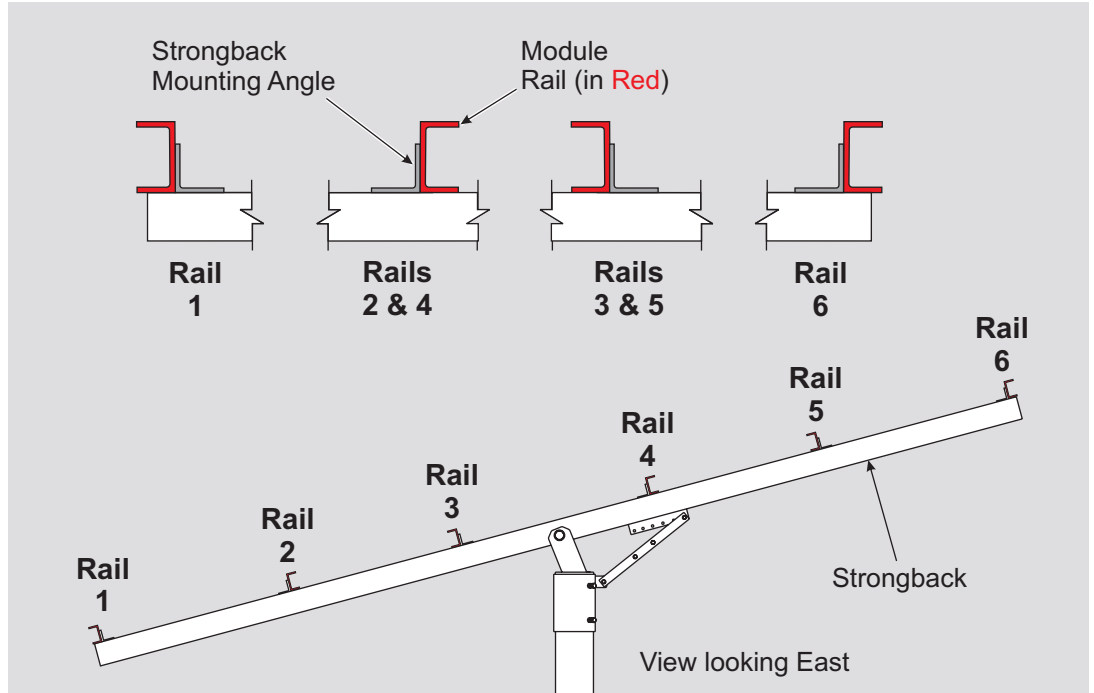 Strongback
Mounting Angle
Module
Rail (in Red)
Rail
1
Rails
2 & 4
Rails
3 & 5
Rail
6
Rail
6
Rail
5
Rail
4
Rail
3
Rail
2
Rail
1
Strongback
View looking East